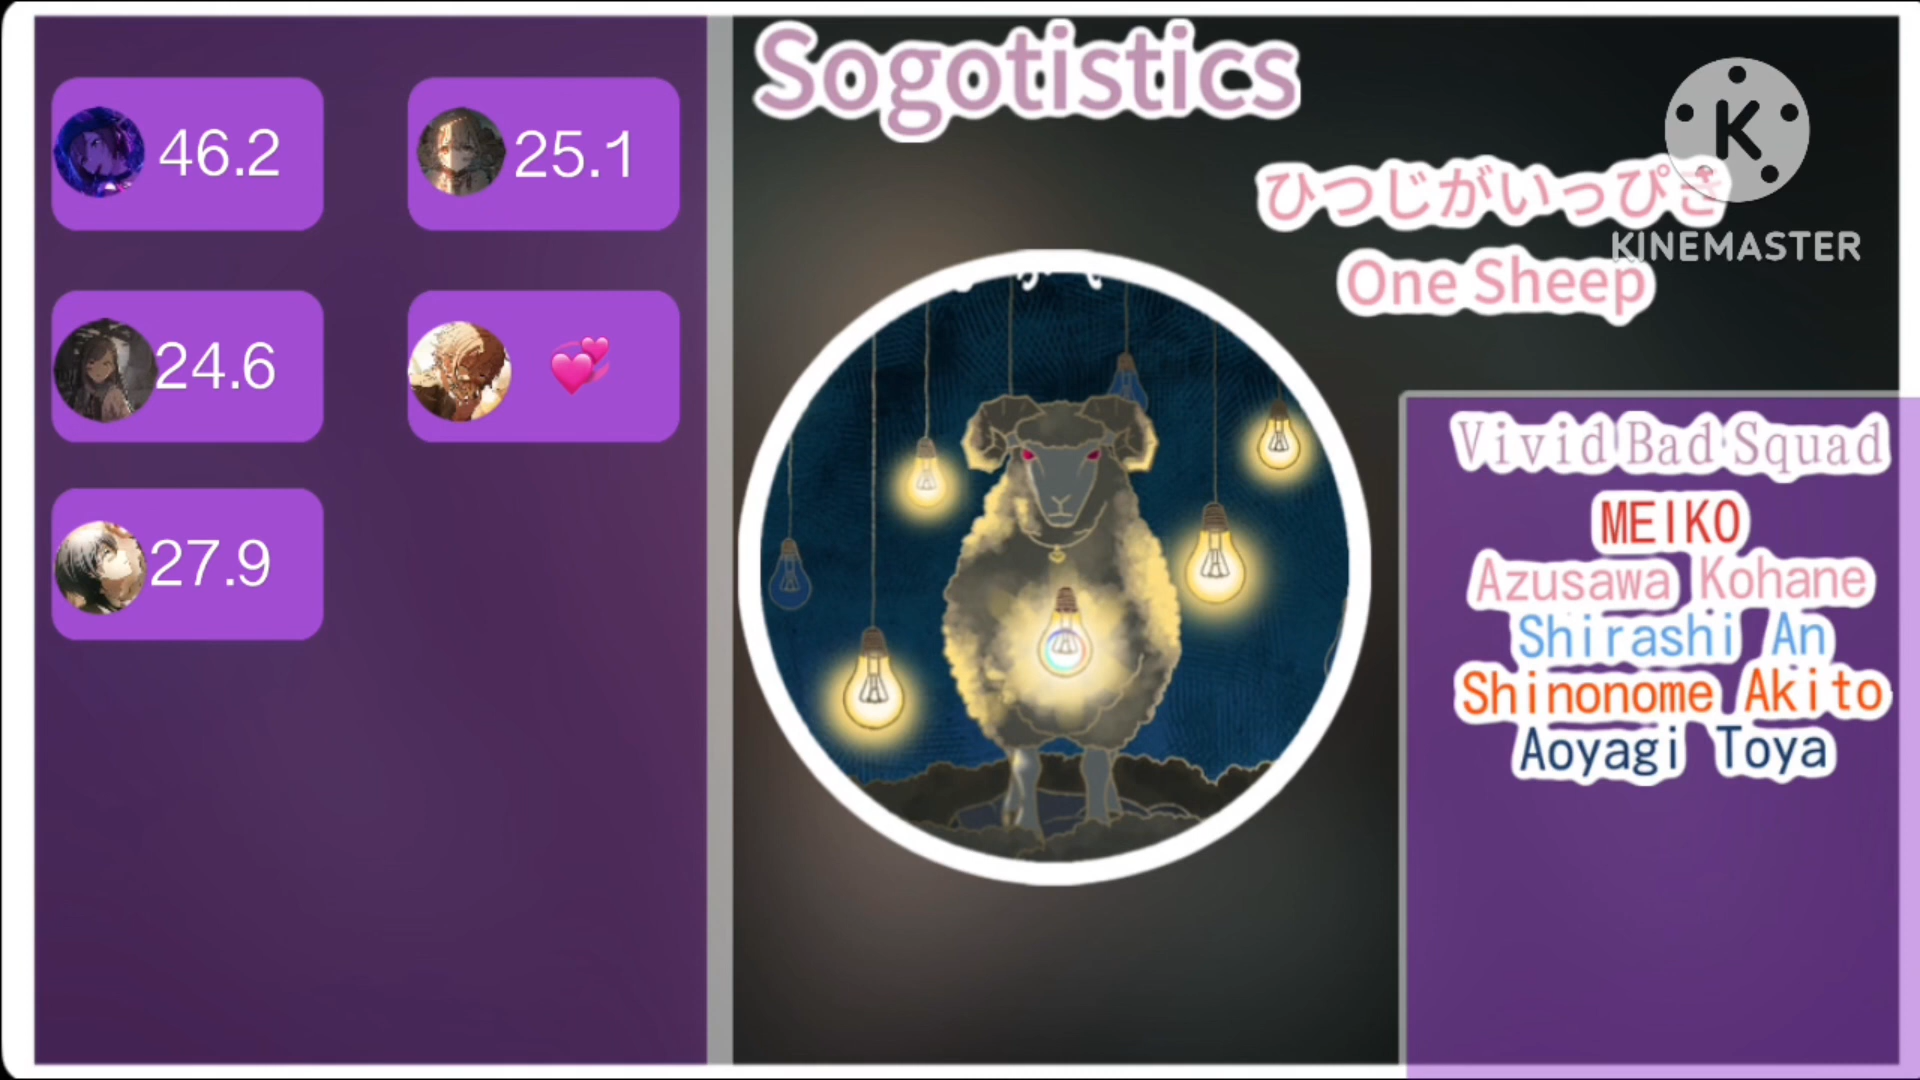 46.2
25.1
24.6
27.9
Sogotistics
ひつじがいっぴき
One Sheep
K
KINEMASTER
Vivid Bad Squad
MEIKO
Azusawa Kohane
Shirashi An
Shinonome Akito
Aoyagi Toya